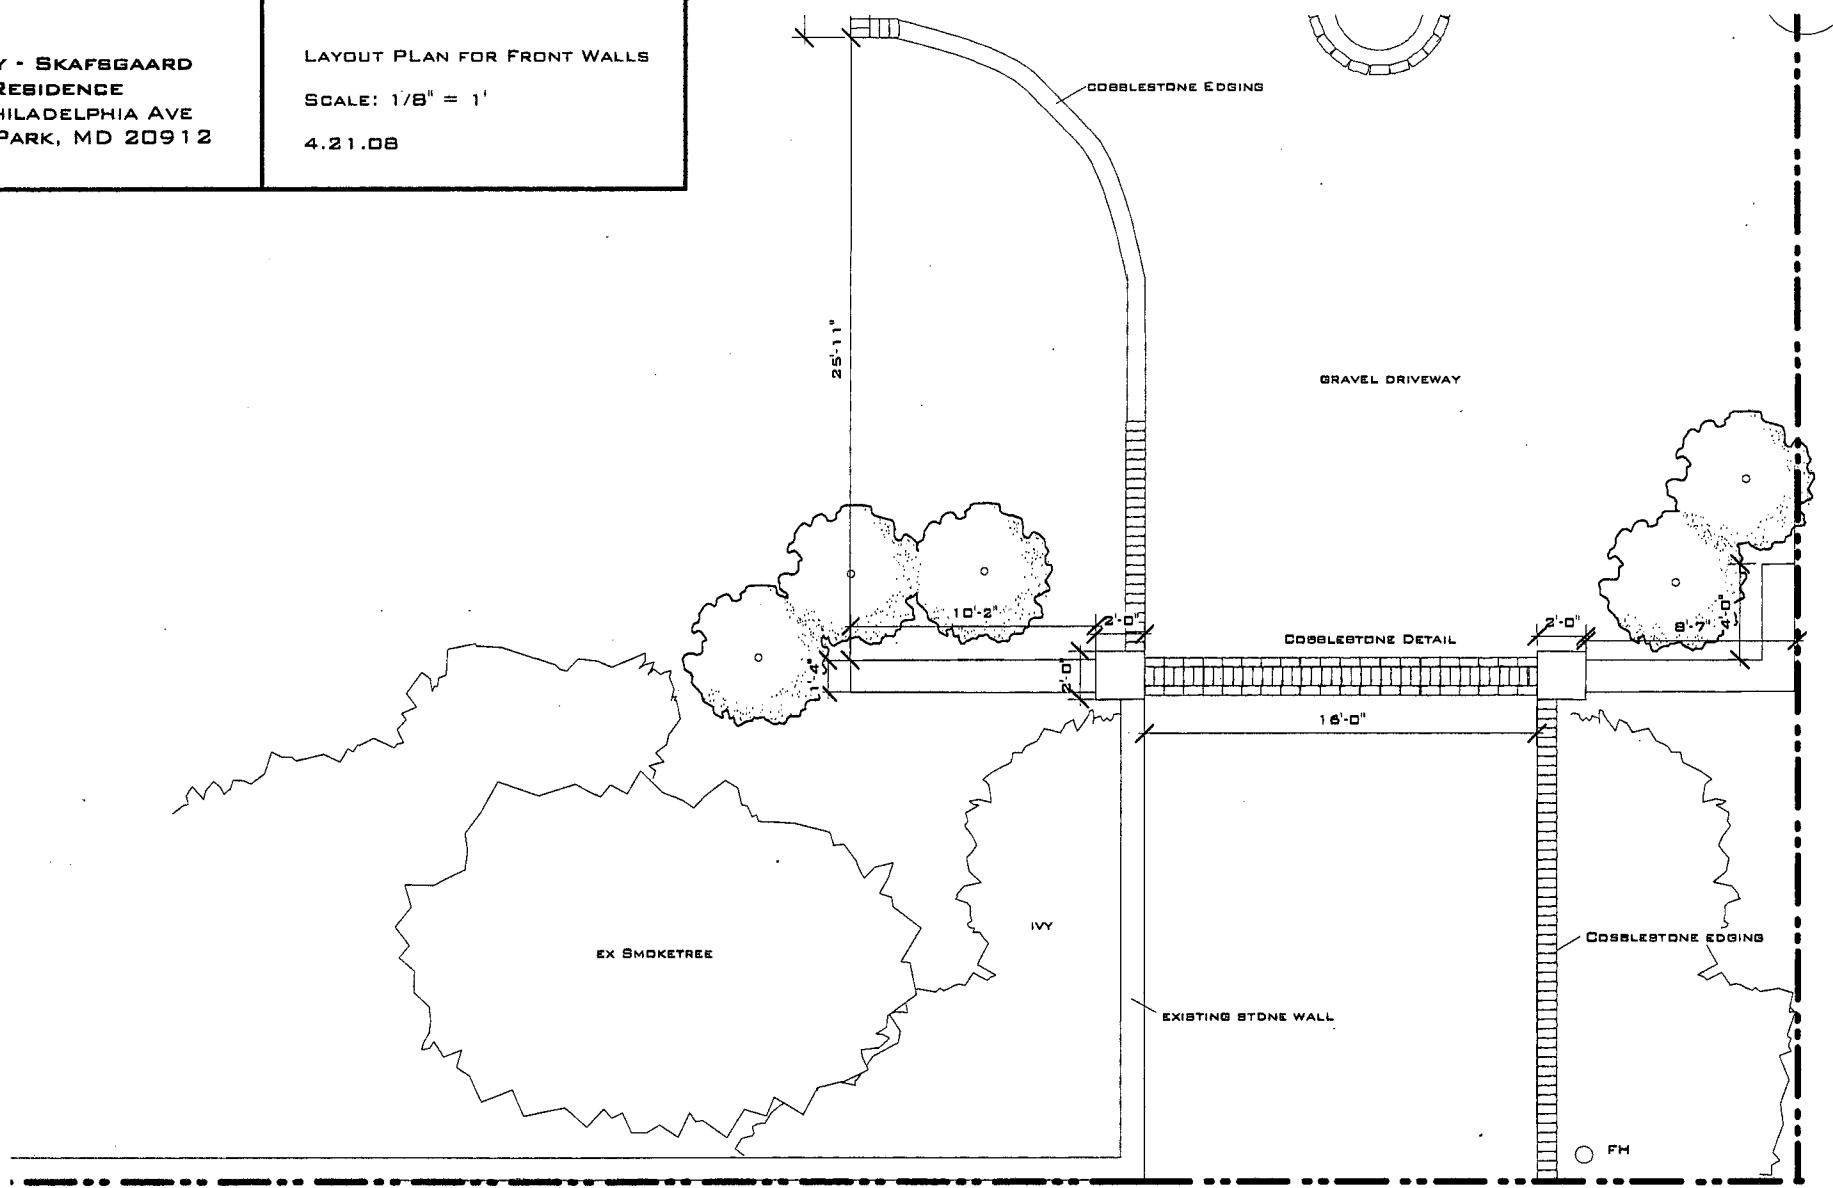 Y - SKAFSGAARD
RESIDENCE
HILADELPHIA AVE
PARK, MD 20912
LAYOUT PLAN FOR FRONT WALLS
SCALE: 1/8" = 1'
4.21.08
COBBLESTONE EDGING
25'-11"
GRAVEL DRIVEWAY
10'-2"
2'-0"
COBBLESTONE DETAIL
2'-0"
8'-7"
4'-0"
1'-4"
2'-0"
16'-0"
IVY
EX SMOKETREE
COBBLESTONE EDGING
EXISTING STONE WALL
FH